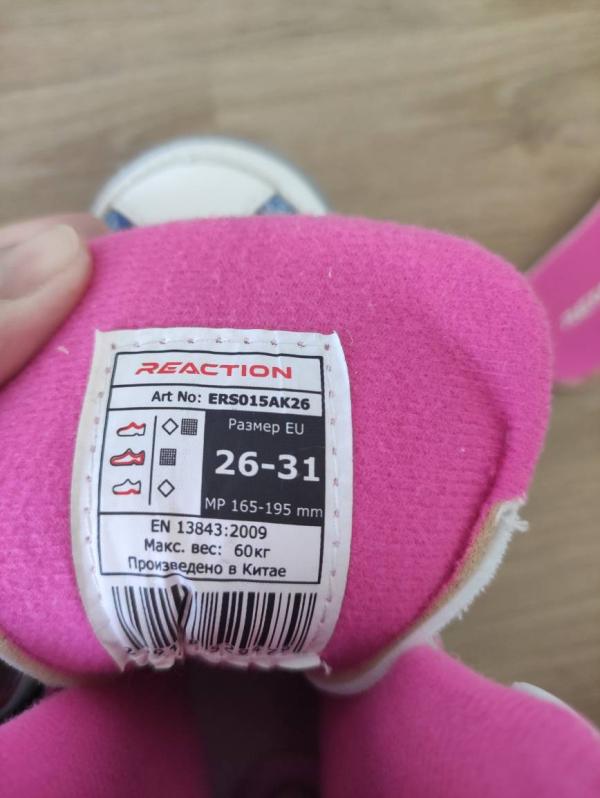 REACTION
Art No: ERS015AK26
Размер EU
26-31
MP 165-195 mm
EN 13843:2009
Макс. вес: 60кг
Произведено в Китае